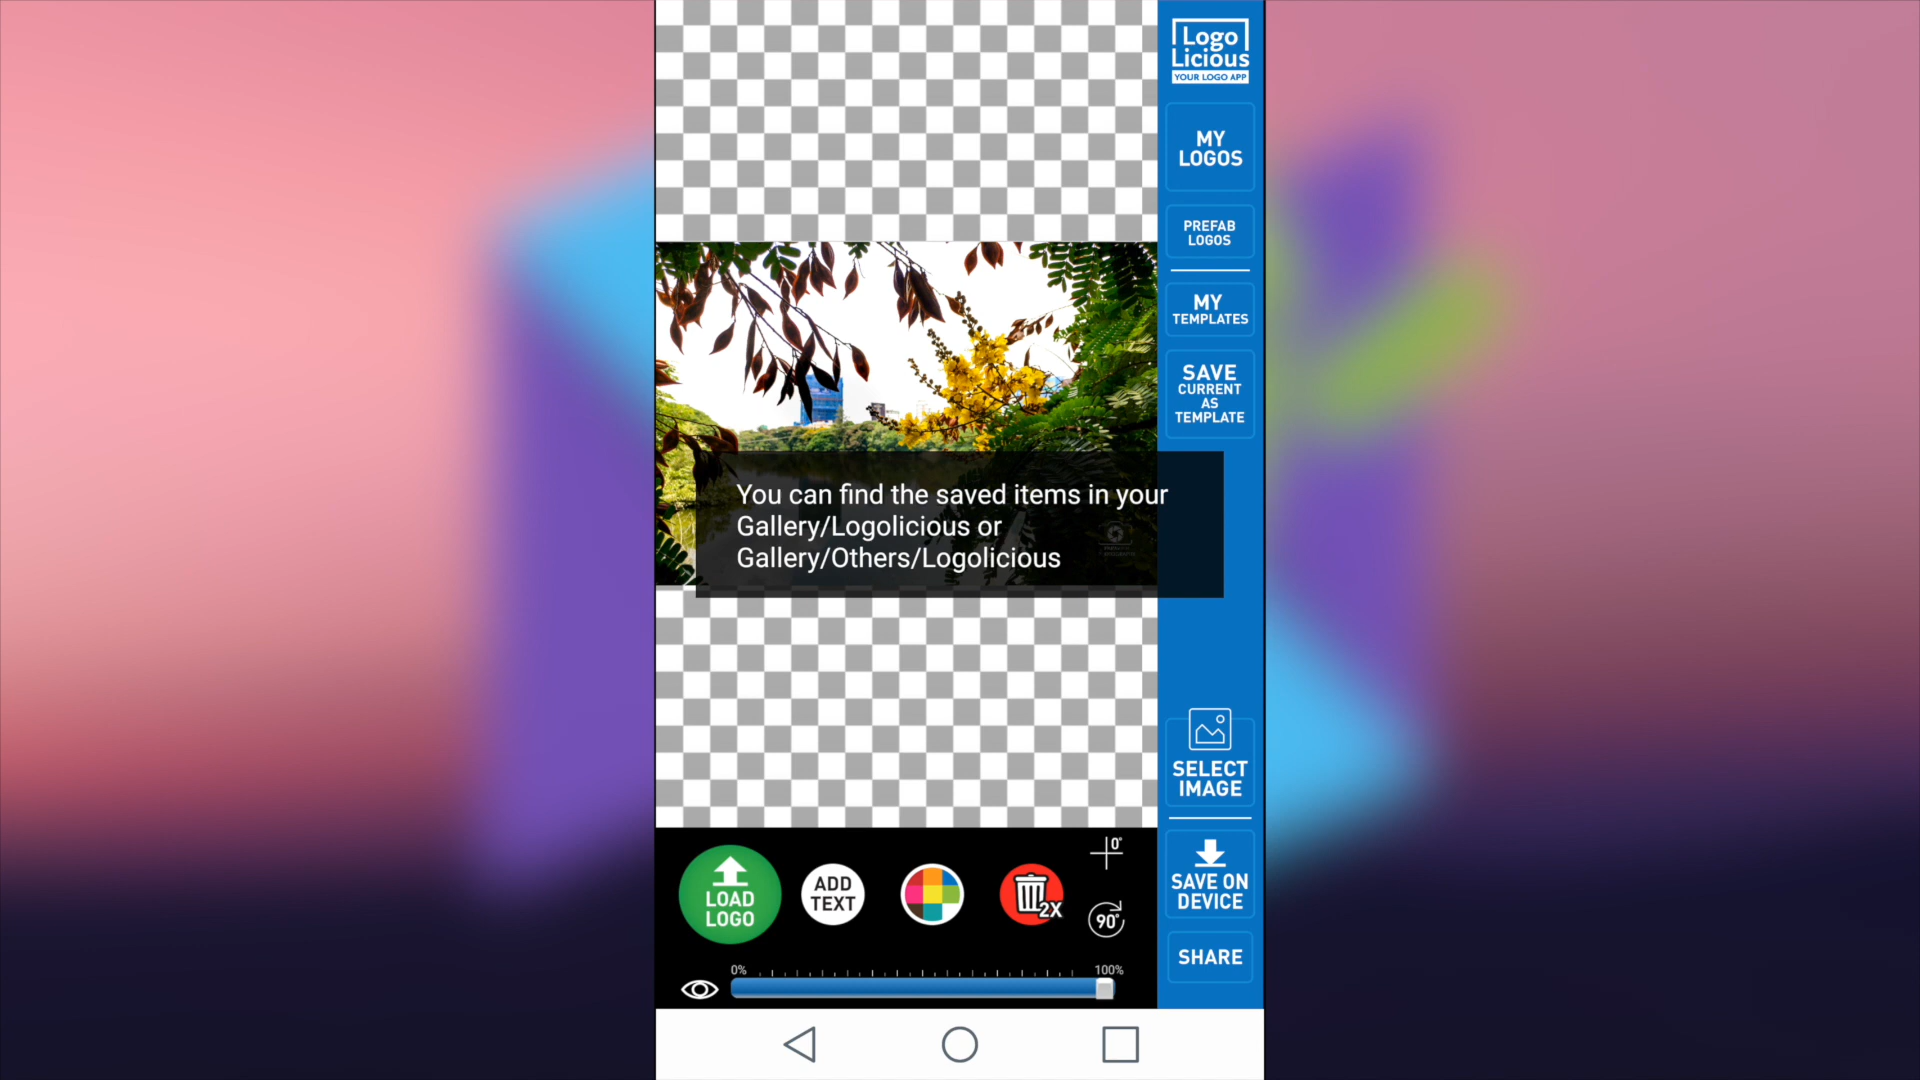 Logo
Licious
YOUR LOGO APP
MY
LOGOS
PREFAB
LOGOS
MY
TEMPLATES
SAVE
CURRENT
AS
TEMPLATE
You can find the saved items in your
Gallery/Logolicious or
Gallery/Others/Logolicious
SELECT
IMAGE
SAVE ON
DEVICE
SHARE
LOAD
LOGO
ADD
TEXT
2X
0°
90°
0%
100%